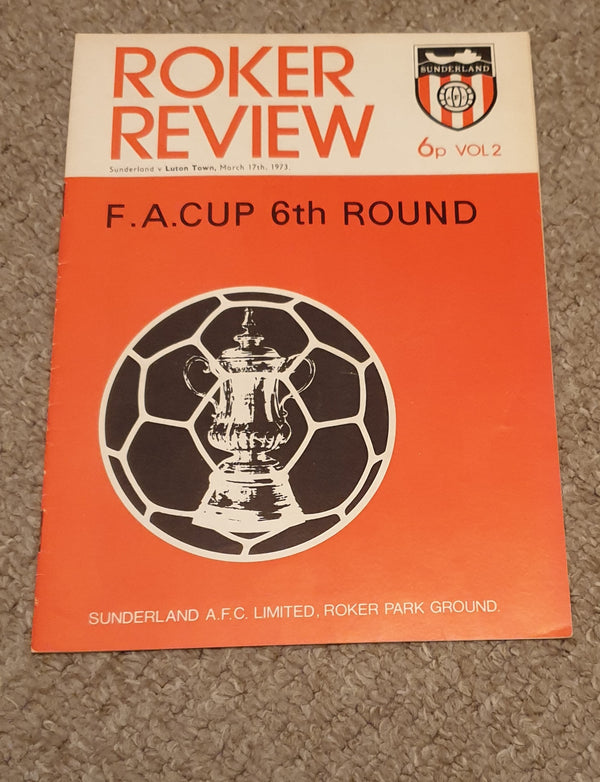 ROKER
REVIEW
SUNDERLAND
6p VOL 2
Sunderland v Luton Town, March 17th, 1973.
F.A.CUP 6th ROUND
SUNDERLAND A.F.C. LIMITED, ROKER PARK GROUND.